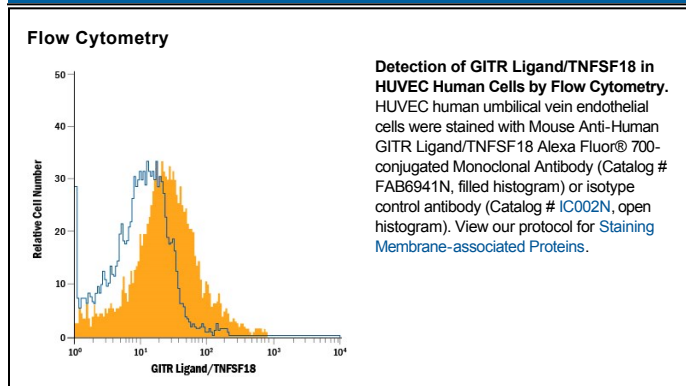 Flow Cytometry
50
40
30
20
10
0
Relative Cell Number
10⁰
10¹
10²
10³
10⁴
GITR Ligand/TNFSF18
Detection of GITR Ligand/TNFSF18 in
HUVEC Human Cells by Flow Cytometry.
HUVEC human umbilical vein endothelial
cells were stained with Mouse Anti-Human
GITR Ligand/TNFSF18 Alexa Fluor® 700-
conjugated Monoclonal Antibody (Catalog #
FAB6941N, filled histogram) or isotype
control antibody (Catalog # IC002N, open
histogram). View our protocol for Staining
Membrane-associated Proteins.